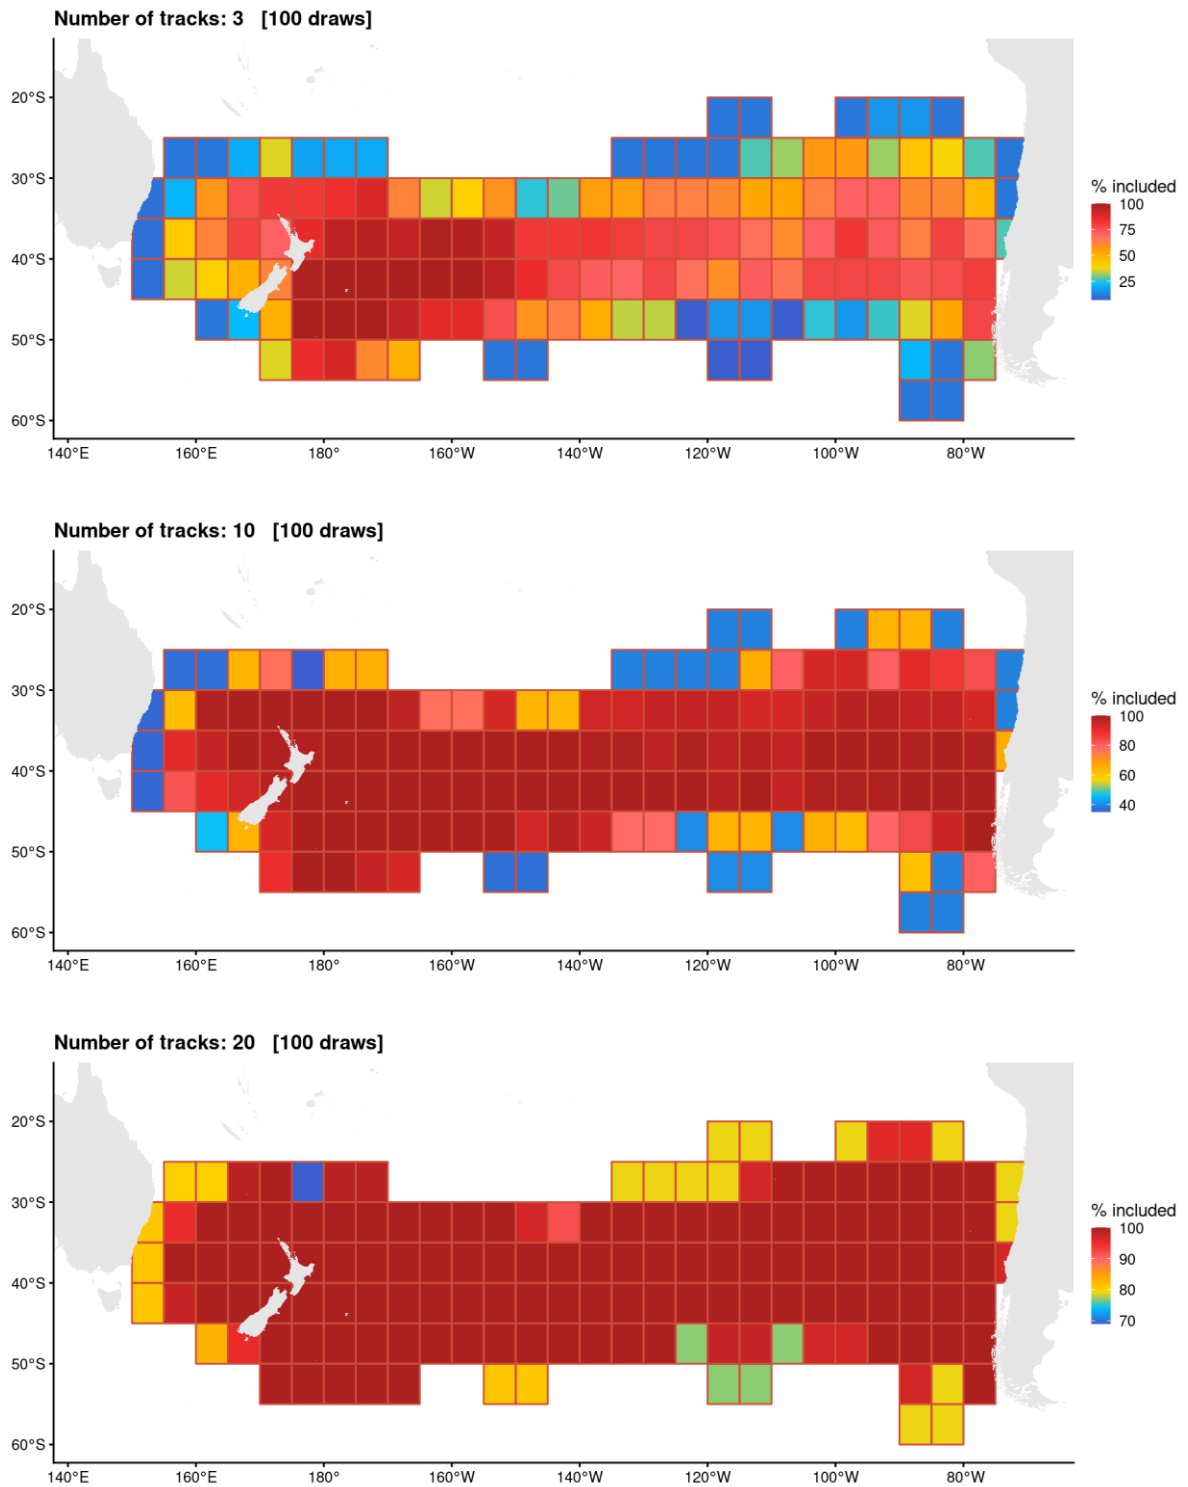 Number of tracks: 3 [100 draws]
20°S
30°S
40°S
50°S
60°S
140°E 160°E 180° 160°W 140°W 120°W 100°W 80°W
% included
100
75
50
25
Number of tracks: 10 [100 draws]
20°S
30°S
40°S
50°S
60°S
140°E 160°E 180° 160°W 140°W 120°W 100°W 80°W
% included
100
80
60
40
Number of tracks: 20 [100 draws]
20°S
30°S
40°S
50°S
60°S
140°E 160°E 180° 160°W 140°W 120°W 100°W 80°W
% included
100
90
80
70